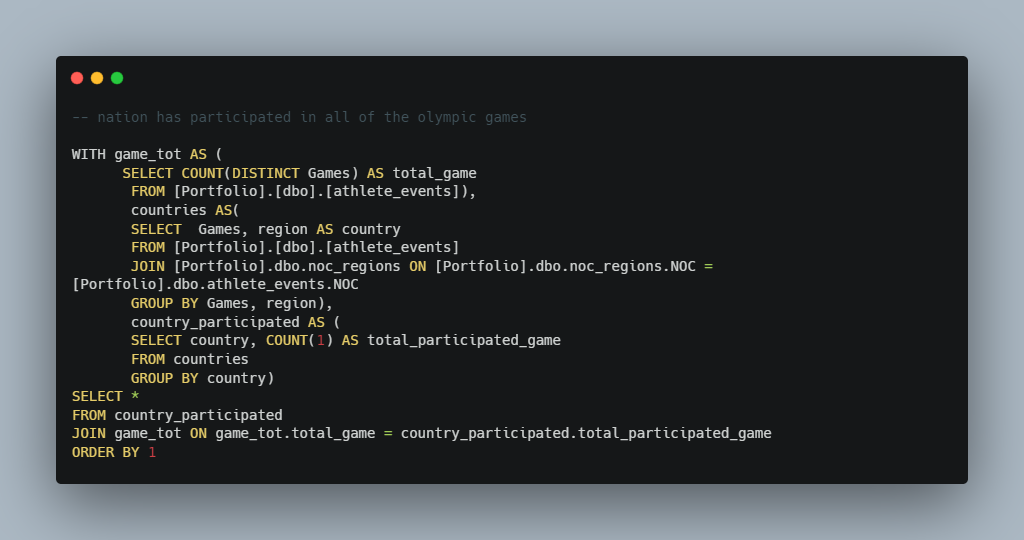 -- nation has participated in all of the olympic games
WITH game_tot AS (
SELECT COUNT(DISTINCT Games) AS total_game
FROM [Portfolio].[dbo].[athlete_events]),
countries AS(
SELECT  Games, region AS country
FROM [Portfolio].[dbo].[athlete_events]
JOIN [Portfolio].dbo.noc_regions ON [Portfolio].dbo.noc_regions.NOC =
[Portfolio].dbo.athlete_events.NOC
GROUP BY Games, region),
country_participated AS (
SELECT country, COUNT(1) AS total_participated_game
FROM countries
GROUP BY country)
SELECT *
FROM country_participated
JOIN game_tot ON game_tot.total_game = country_participated.total_participated_game
ORDER BY 1